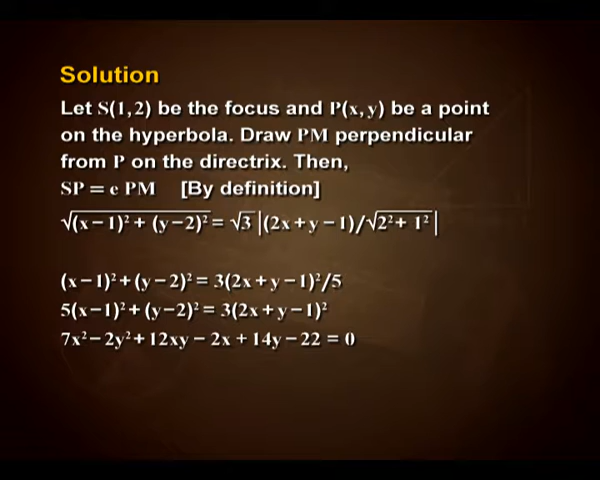 Solution
Let S(1,2) be the focus and P(x, y) be a point
on the hyperbola. Draw PM perpendicular
from P on the directrix. Then,
SP = e PM [By definition]
√(x − 1)² + (y − 2)² = √3 |(2x + y − 1)/√2² + 1²|
(x − 1)² + (y − 2)² = 3(2x + y − 1)²/5
5(x − 1)² + (y − 2)² = 3(2x + y − 1)²
7x² − 2y² + 12xy − 2x + 14y − 22 = 0